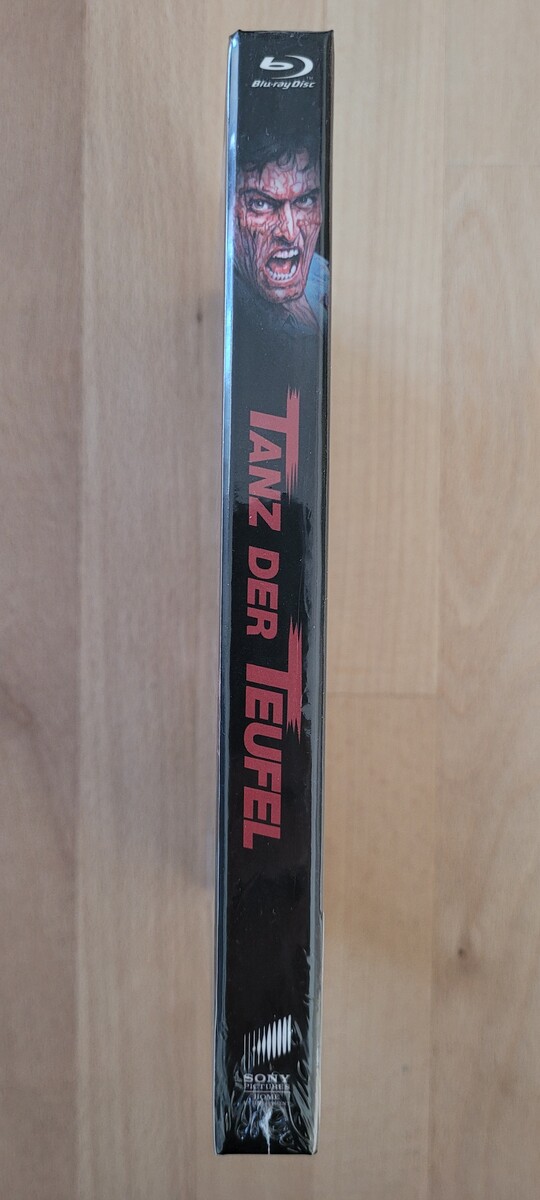 Blu-ray Disc
TANZ DER TEUFEL
SONY
PICTURES
HOME